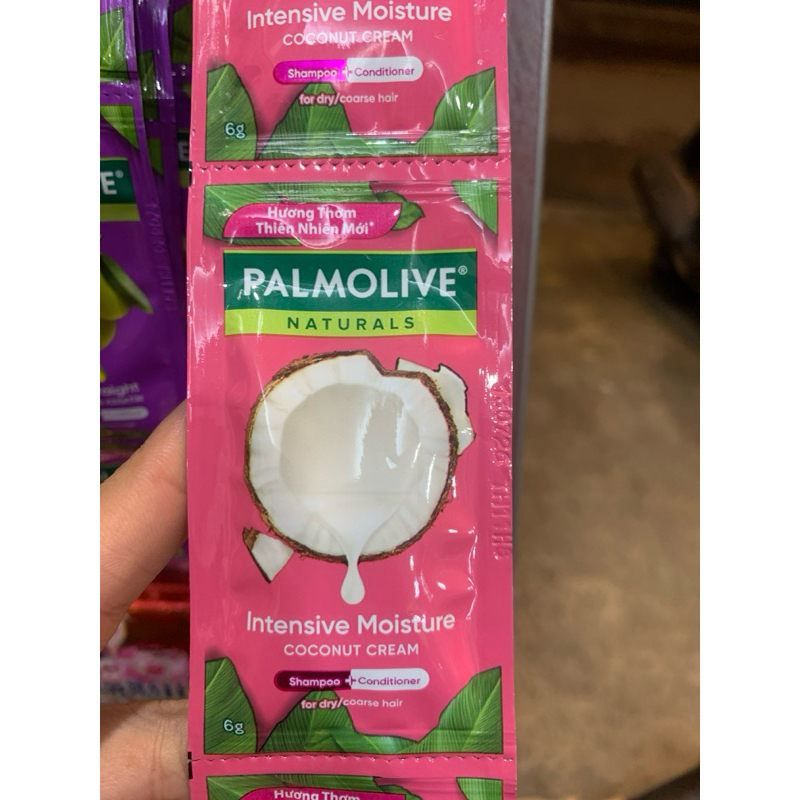 Intensive Moisture
COCONUT CREAM
Shampoo + Conditioner
for dry/coarse hair
6g
Hương Thơm
Thiên Nhiên Mới*
PALMOLIVE®
NATURALS
Intensive Moisture
COCONUT CREAM
Shampoo + Conditioner
for dry/coarse hair
6g
Hương Thơm
E®